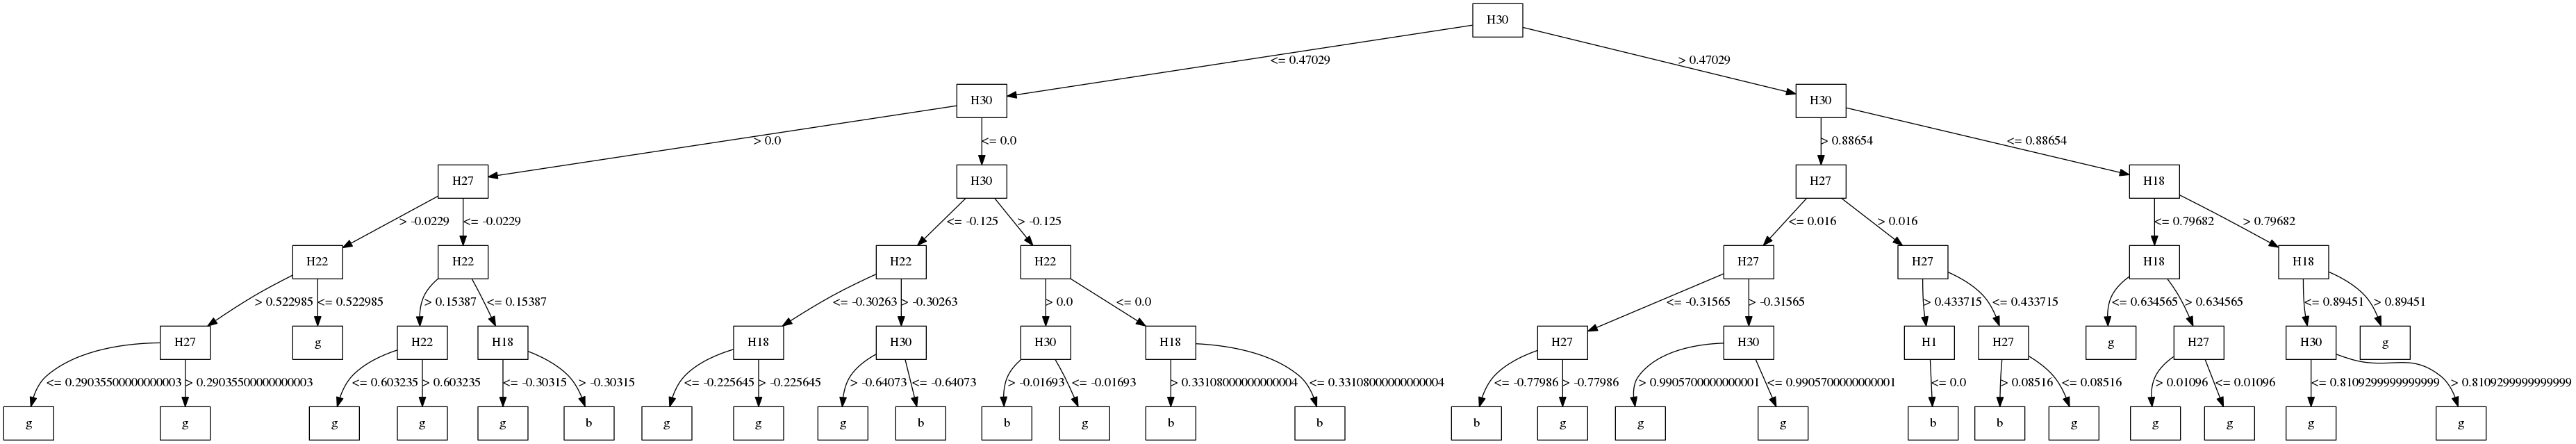 H30
<= 0.47029
> 0.47029
H30
H30
> 0.0
<= 0.0
> 0.88654
<= 0.88654
H27
H30
H27
H18
> -0.0229
<= -0.0229
<= -0.125
> -0.125
<= 0.016
> 0.016
<= 0.79682
> 0.79682
H22
H22
H22
H22
H27
H27
H18
H18
> 0.522985
<= 0.522985
> 0.15387
<= 0.15387
<= -0.30263
> -0.30263
> 0.0
<= 0.0
<= -0.31565
> -0.31565
> 0.433715
<= 0.433715
<= 0.634565
> 0.634565
<= 0.89451
> 0.89451
H27
g
H22
H18
H18
H30
H30
H18
H27
H30
H1
H27
g
H27
H30
g
<= 0.29035500000000003
> 0.29035500000000003
<= 0.603235
> 0.603235
<= -0.30315
> -0.30315
<= -0.225645
> -0.225645
> -0.64073
<= -0.64073
> -0.01693
<= -0.01693
> 0.33108000000000004
<= 0.33108000000000004
<= -0.77986
> -0.77986
> 0.9905700000000001
<= 0.9905700000000001
<= 0.0
> 0.08516
<= 0.08516
> 0.01096
<= 0.01096
<= 0.8109299999999999
> 0.8109299999999999
g
g
g
g
g
b
g
g
g
b
b
g
b
b
b
g
g
g
b
b
g
g
g
g
g